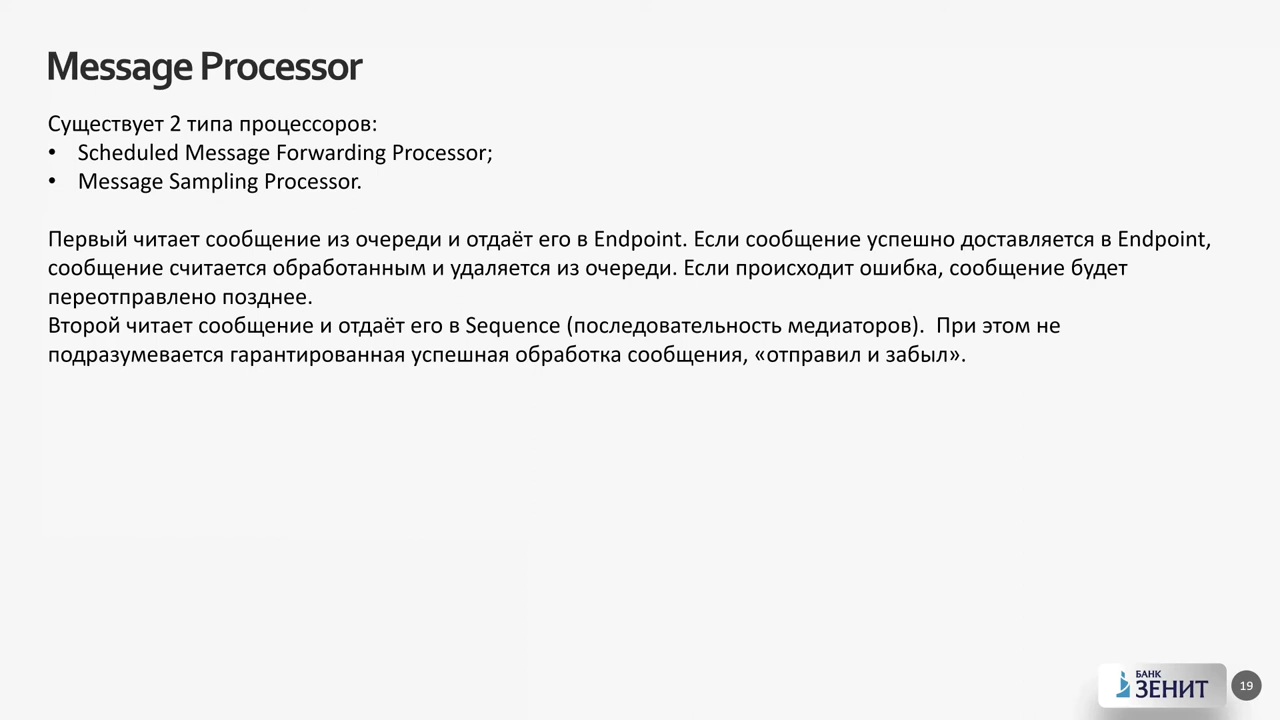 Message Processor
Существует 2 типа процессоров:
• Scheduled Message Forwarding Processor;
• Message Sampling Processor.
Первый читает сообщение из очереди и отдаёт его в Endpoint. Если сообщение успешно доставляется в Endpoint,
сообщение считается обработанным и удаляется из очереди. Если происходит ошибка, сообщение будет
переотправлено позднее.
Второй читает сообщение и отдаёт его в Sequence (последовательность медиаторов).  При этом не
подразумевается гарантированная успешная обработка сообщения, «отправил и забыл».
БАНК
ЗЕНИТ
19